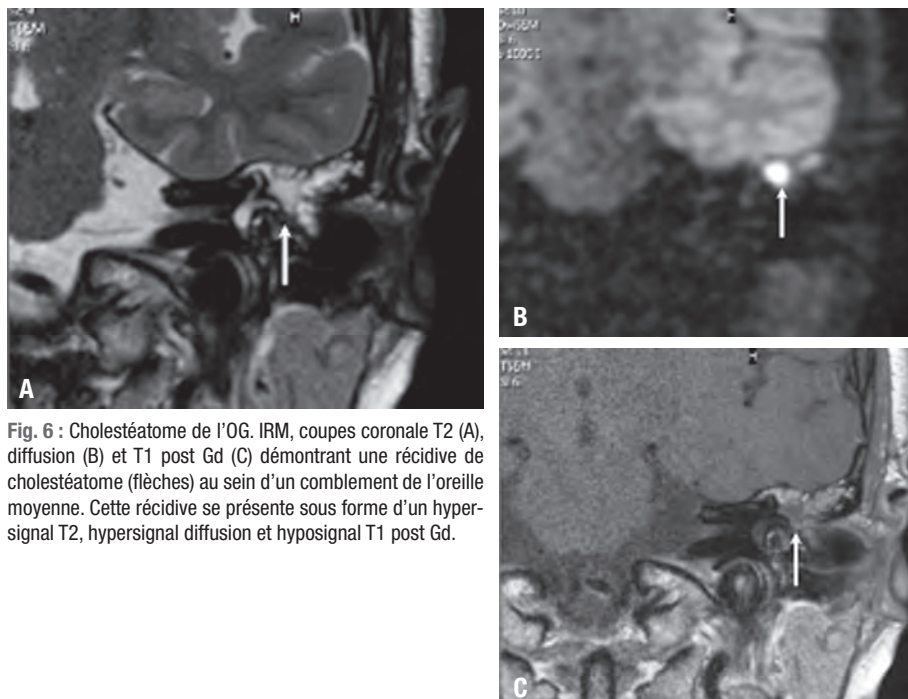 A
B
C
Fig. 6 : Cholestéatome de l'OG. IRM, coupes coronale T2 (A),
diffusion (B) et T1 post Gd (C) démontrant une récidive de
cholestéatome (flèches) au sein d'un comblement de l'oreille
moyenne. Cette récidive se présente sous forme d'un hyper-
signal T2, hypersignal diffusion et hyposignal T1 post Gd.